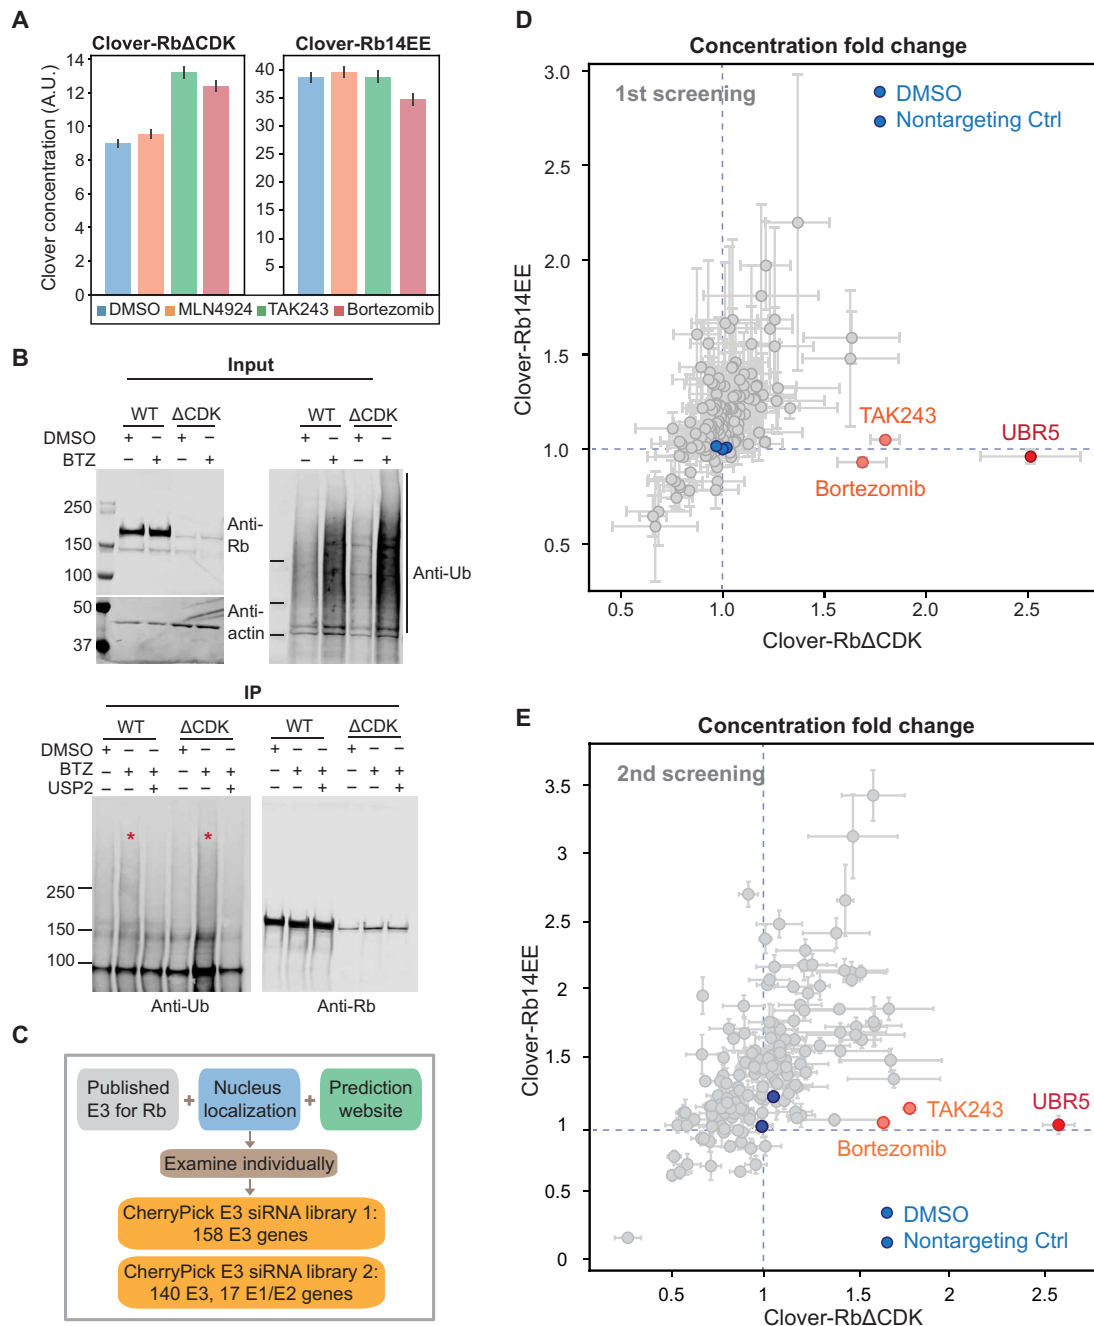 A
Clover-RbΔCDK
Clover-Rb14EE
Clover concentration (A.U.)
14
12
10
8
6
4
2
0
40
35
30
25
20
15
10
5
DMSO MLN4924 TAK243 Bortezomib
B
Input
WT ΔCDK WT ΔCDK
DMSO + – + – + – + –
BTZ – + – + – + – +
250
150
100
50
37
Anti-
Rb
Anti-
actin
Anti-Ub
IP
WT ΔCDK WT ΔCDK
DMSO + – – + – – + – – + – –
BTZ – + + – + + – + + – + +
USP2 – – + – – + – – + – – +
* *
250
150
100
Anti-Ub Anti-Rb
C
Published
E3 for Rb
+
Nucleus
localization
+
Prediction
website
Examine individually
CherryPick E3 siRNA library 1:
158 E3 genes
CherryPick E3 siRNA library 2:
140 E3, 17 E1/E2 genes
D
Concentration fold change
1st screening
DMSO
Nontargeting Ctrl
Clover-Rb14EE
3.0
2.5
2.0
1.5
1.0
0.5
TAK243
UBR5
Bortezomib
0.5 1.0 1.5 2.0 2.5
Clover-RbΔCDK
E
Concentration fold change
2nd screening
Clover-Rb14EE
3.5
3
2.5
2
1.5
1
0.5
0
TAK243
UBR5
Bortezomib
DMSO
Nontargeting Ctrl
0.5 1 1.5 2 2.5
Clover-RbΔCDK